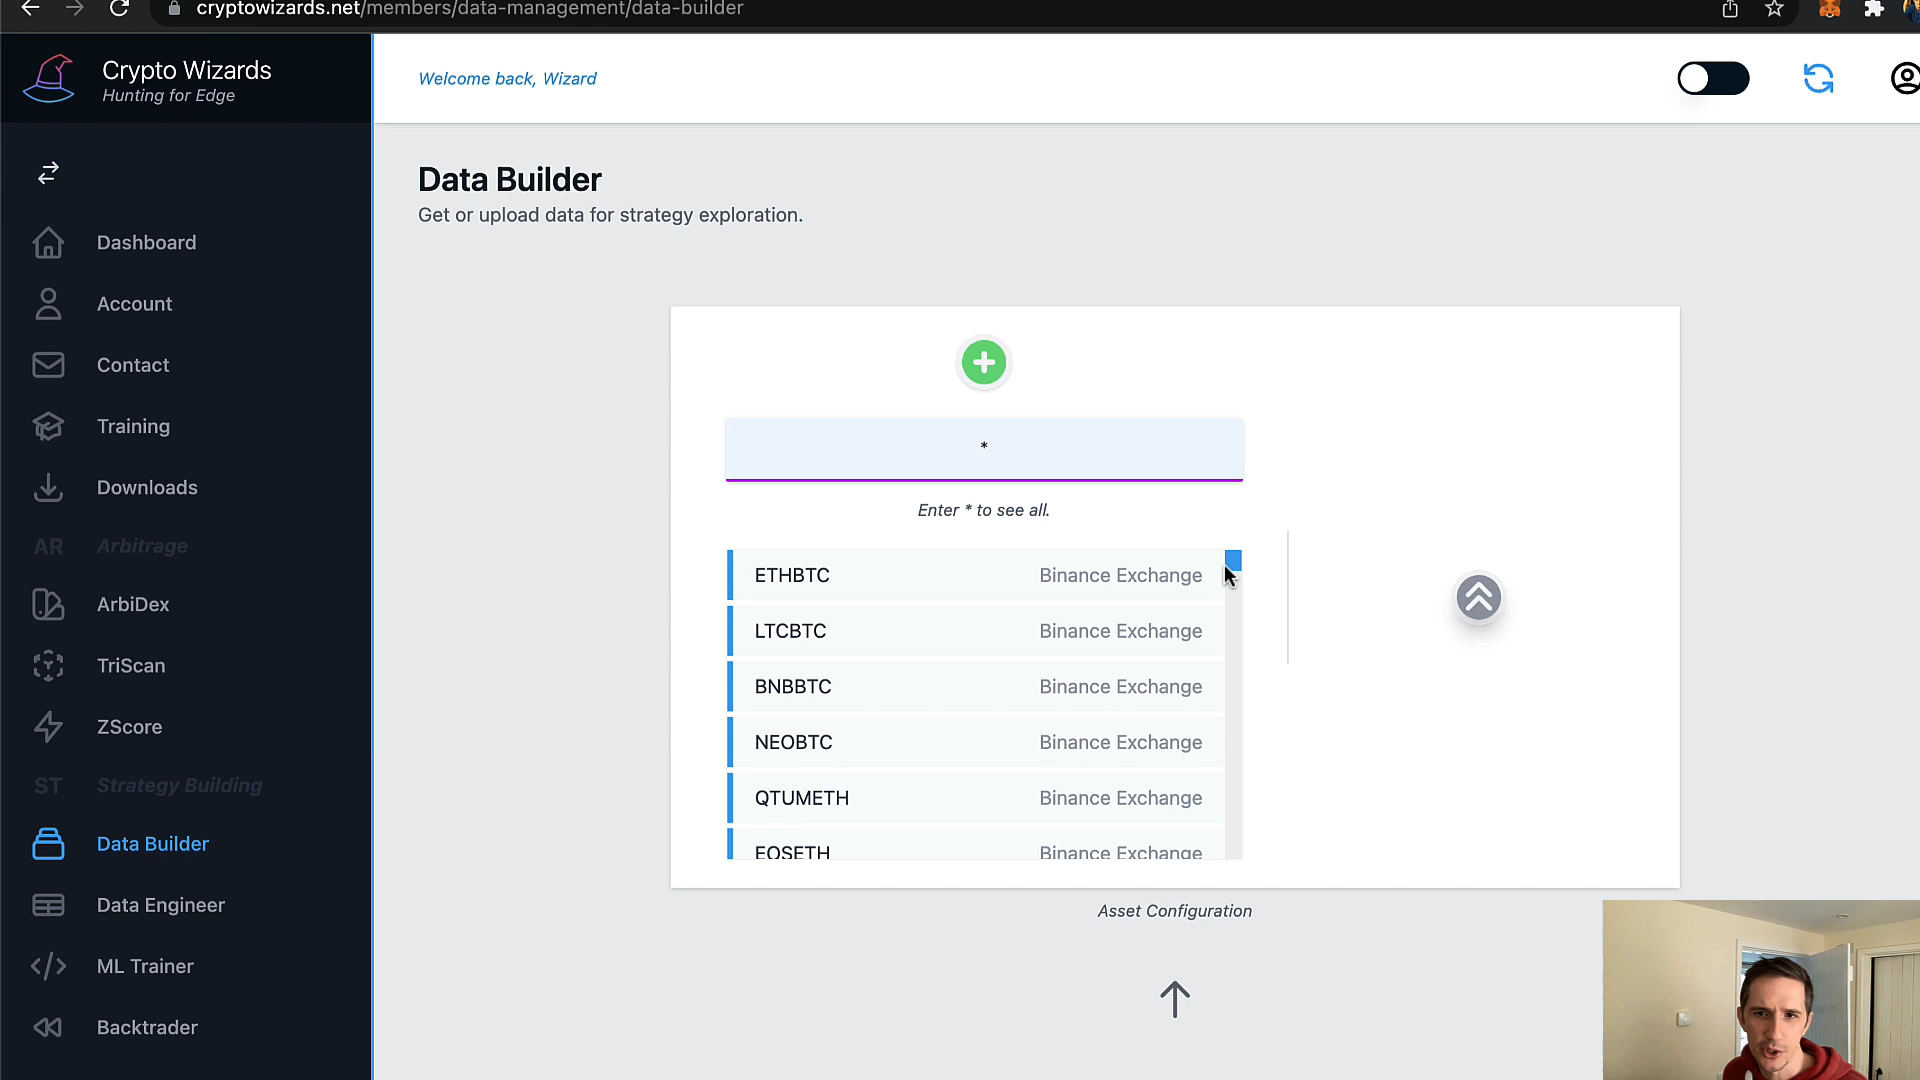 cryptowizards.net/members/data-management/data-builder
Crypto Wizards
Hunting for Edge
Welcome back, Wizard
Data Builder
Get or upload data for strategy exploration.
Dashboard
Account
Contact
Training
Downloads
AR Arbitrage
ArbiDex
TriScan
ZScore
ST Strategy Building
Data Builder
Data Engineer
ML Trainer
Backtrader
*
Enter * to see all.
ETHBTC Binance Exchange
LTCBTC Binance Exchange
BNBBTC Binance Exchange
NEOBTC Binance Exchange
QTUMETH Binance Exchange
EOSETH Binance Exchange
Asset Configuration